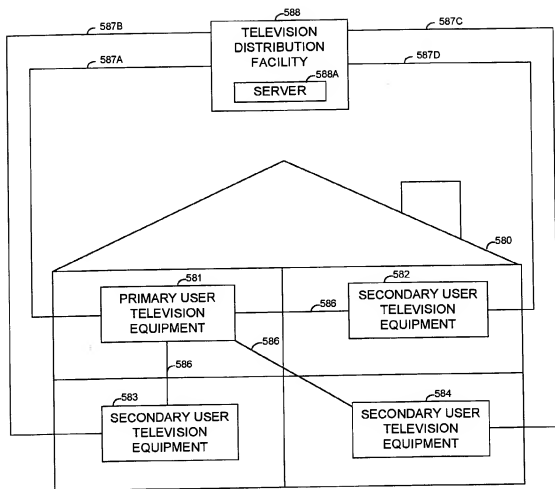 587B
588
587C
TELEVISION
DISTRIBUTION
FACILITY
587A
587D
588A
SERVER
580
581
PRIMARY USER
TELEVISION
EQUIPMENT
582
SECONDARY USER
TELEVISION
EQUIPMENT
586
586
586
583
SECONDARY USER
TELEVISION
EQUIPMENT
584
SECONDARY USER
TELEVISION
EQUIPMENT